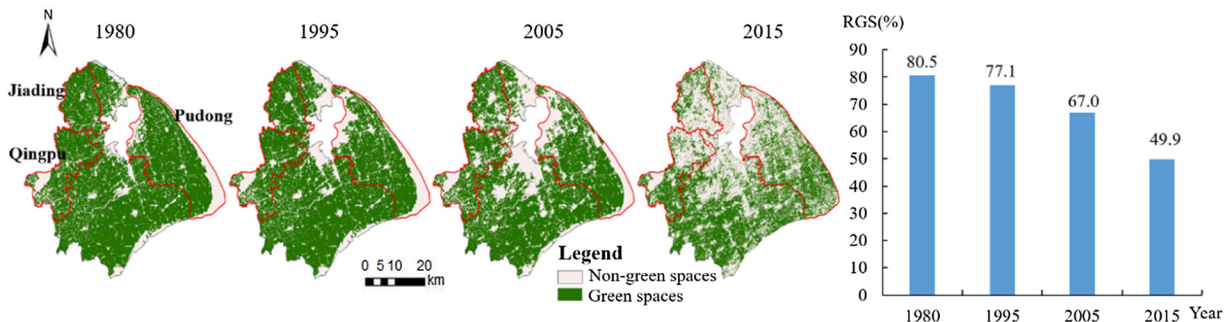 N
1980
1995
2005
2015
Jiading
Pudong
Qingpu
0 5 10 20
km
Legend
Non-green spaces
Green spaces
RGS(%)
90
80
70
60
50
40
30
20
10
0
80.5
77.1
67.0
49.9
1980 1995 2005 2015 Year